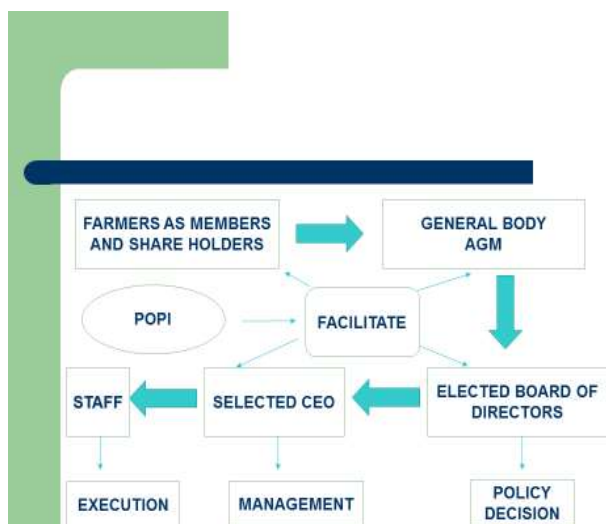 FARMERS AS MEMBERS
AND SHARE HOLDERS
GENERAL BODY
AGM
POPI
FACILITATE
STAFF
SELECTED CEO
ELECTED BOARD OF
DIRECTORS
EXECUTION
MANAGEMENT
POLICY
DECISION